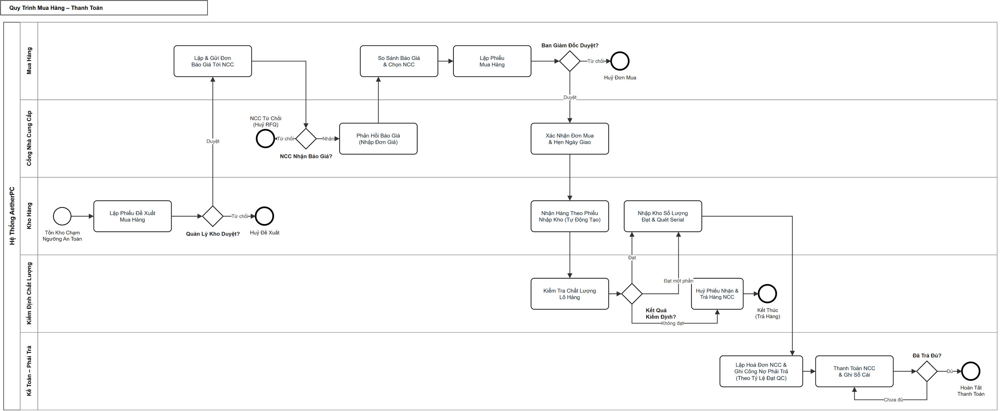 Quy Trình Mua Hàng – Thanh Toán
Hệ Thống AetherPC
Mua Hàng
Lập & Gửi Đơn
Báo Giá Tới NCC
So Sánh Báo Giá
& Chọn NCC
Lập Phiếu
Mua Hàng
Ban Giám Đốc Duyệt?
Từ chối
Huỷ Đơn Mua
Duyệt
Cổng Nhà Cung Cấp
NCC Từ Chối
(Huỷ RFQ)
Từ chối
Nhận
NCC Nhận Báo Giá?
Phản Hồi Báo Giá
(Nhập Đơn Giá)
Xác Nhận Đơn Mua
& Hẹn Ngày Giao
Duyệt
Kho Hàng
Tồn Kho Chạm
Ngưỡng An Toàn
Lập Phiếu Đề Xuất
Mua Hàng
Quản Lý Kho Duyệt?
Từ chối
Huỷ Đề Xuất
Nhận Hàng Theo Phiếu
Nhập Kho (Tự Động Tạo)
Nhập Kho Số Lượng
Đạt & Quét Serial
Kiểm Định Chất Lượng
Kiểm Tra Chất Lượng
Lô Hàng
Đạt
Đạt một phần
Kết Quả
Kiểm Định?
Không đạt
Huỷ Phiếu Nhận &
Trả Hàng NCC
Kết Thúc
(Trả Hàng)
Kế Toán – Phải Trả
Lập Hoá Đơn NCC &
Ghi Công Nợ Phải Trả
(Theo Tỷ Lệ Đạt QC)
Thanh Toán NCC
& Ghi Sổ Cái
Đã Trả Đủ?
Đủ
Chưa đủ
Hoàn Tất
Thanh Toán